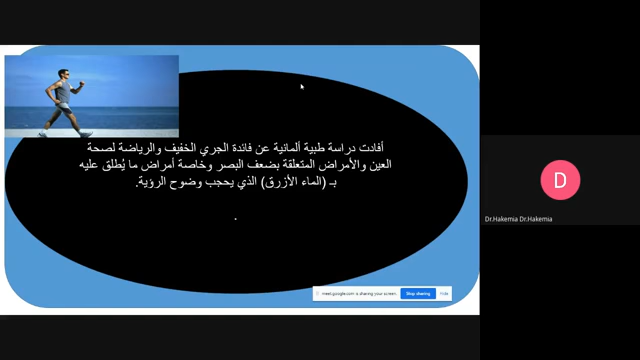 أفادت دراسة طبية ألمانية عن فائدة الجري الخفيف والرياضة لصحة
العين والأمراض المتعلقة بضعف البصر وخاصة أمراض ما يُطلق عليه
بـ (الماء الأزرق) الذي يحجب وضوح الرؤية.
.
D
Dr.Hakemia Dr.Hakemia
meet.google.com is sharing your screen.
Stop sharing
Hide